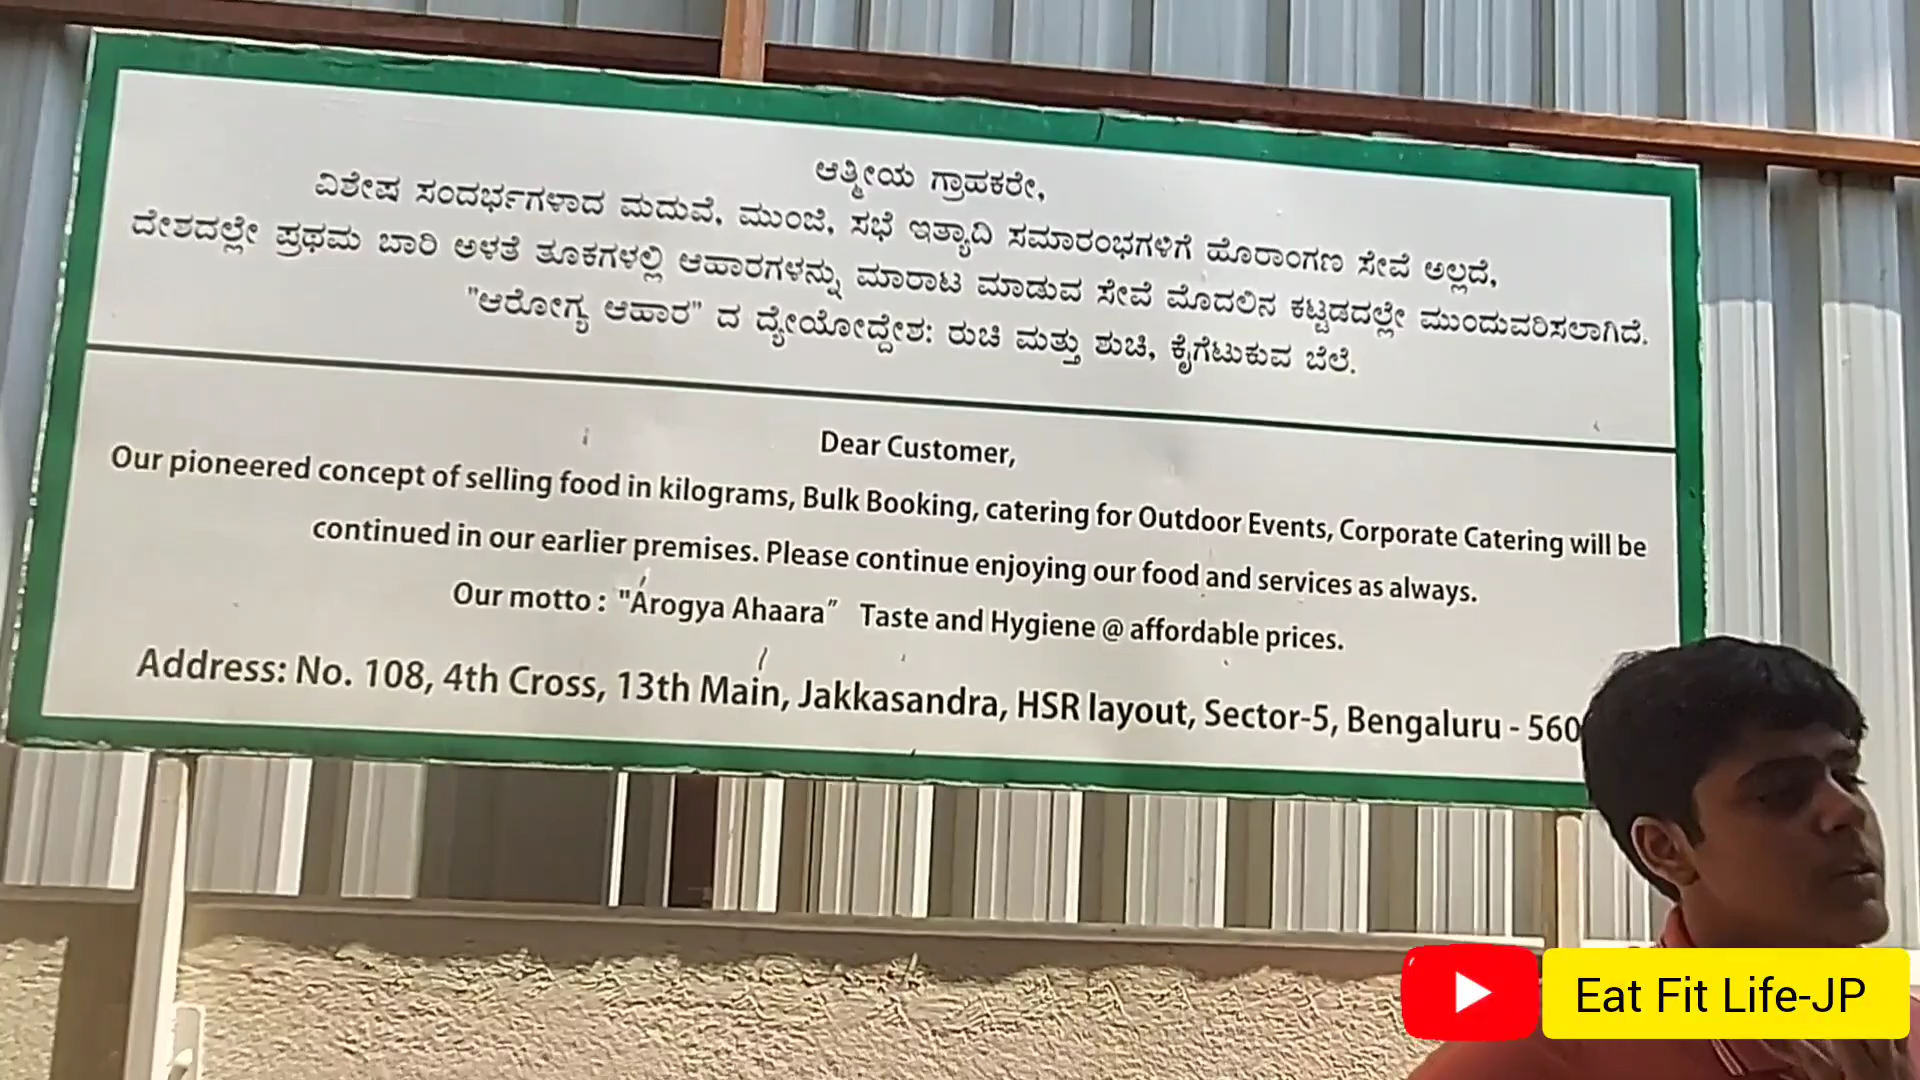 ಆತ್ಮೀಯ ಗ್ರಾಹಕರೇ,
ವಿಶೇಷ ಸಂದರ್ಭಗಳಾದ ಮದುವೆ, ಮುಂಜೆ, ಸಭೆ ಇತ್ಯಾದಿ ಸಮಾರಂಭಗಳಿಗೆ ಹೊರಾಂಗಣ ಸೇವೆ ಅಲ್ಲದೆ,
ದೇಶದಲ್ಲೇ ಪ್ರಥಮ ಬಾರಿ ಅಳತೆ ತೂಕಗಳಲ್ಲಿ ಆಹಾರಗಳನ್ನು ಮಾರಾಟ ಮಾಡುವ ಸೇವೆ ಮೊದಲಿನ ಕಟ್ಟಡದಲ್ಲೇ ಮುಂದುವರಿಸಲಾಗಿದೆ.
"ಆರೋಗ್ಯ ಆಹಾರ" ದ ಧ್ಯೇಯೋದ್ದೇಶ: ರುಚಿ ಮತ್ತು ಶುಚಿ, ಕೈಗೆಟುಕುವ ಬೆಲೆ.
Dear Customer,
Our pioneered concept of selling food in kilograms, Bulk Booking, catering for Outdoor Events, Corporate Catering will be
continued in our earlier premises. Please continue enjoying our food and services as always.
Our motto : "Arogya Ahaara" Taste and Hygiene @ affordable prices.
Address: No. 108, 4th Cross, 13th Main, Jakkasandra, HSR layout, Sector-5, Bengaluru - 560
Eat Fit Life-JP